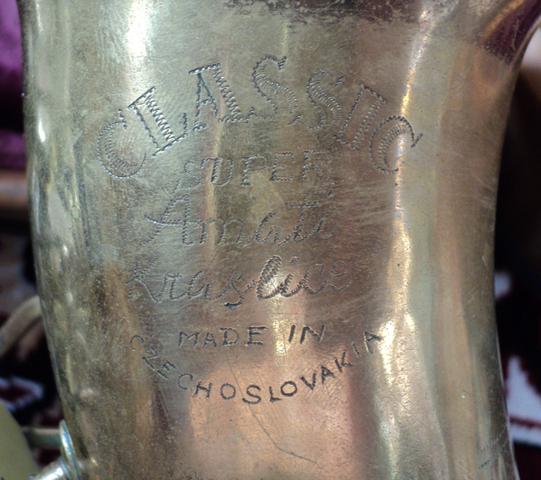 CLASSIC
SUPER
Amati
Kraslice
MADE IN
CZECHOSLOVAKIA